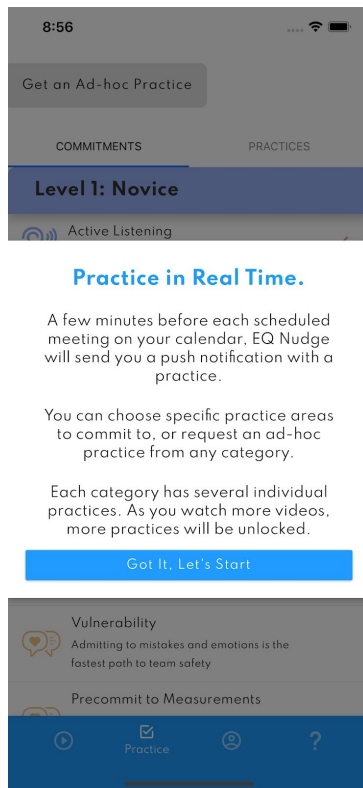 8:56
Get an Ad-hoc Practice
COMMITMENTS
PRACTICES
Level 1: Novice
Active Listening
Practice in Real Time.
A few minutes before each scheduled
meeting on your calendar, EQ Nudge
will send you a push notification with a
practice.
You can choose specific practice areas
to commit to, or request an ad-hoc
practice from any category.
Each category has several individual
practices. As you watch more videos,
more practices will be unlocked.
Got It, Let's Start
Vulnerability
Admitting to mistakes and emotions is the
fastest path to team safety
Precommit to Measurements
Practice
?